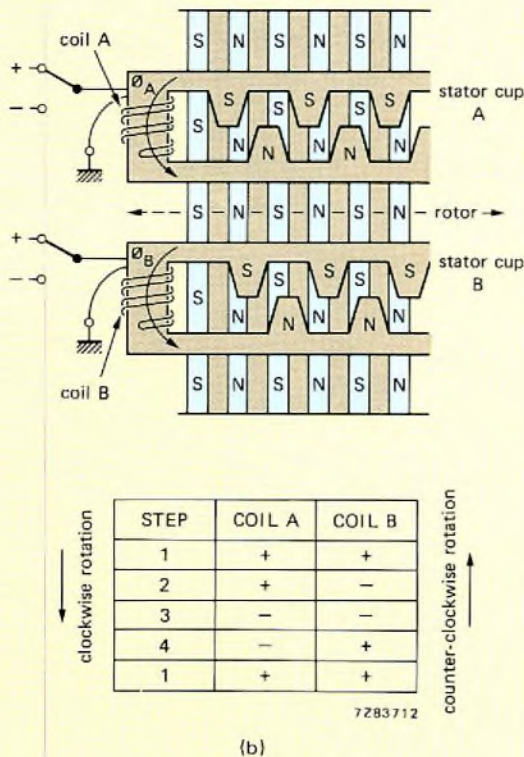 S N S N S N
coil A
+
ØA
−
stator cup
A
S S S
S N S N S N
N N
S N S N S N rotor
+
ØB
−
stator cup
B
S S S
S N S N S N
N N
coil B
S N S N S N
clockwise rotation
STEP COIL A COIL B
1 + +
2 + −
3 − −
4 − +
1 + +
counter-clockwise rotation
7Z83712
(b)